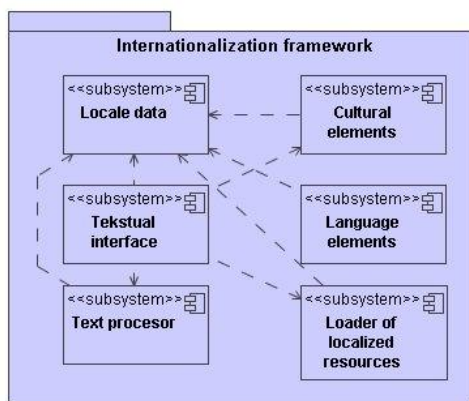 Internationalization framework
<<subsystem>>
Locale data
<<subsystem>>
Cultural
elements
<<subsystem>>
Tekstual
interface
<<subsystem>>
Language
elements
<<subsystem>>
Text procesor
<<subsystem>>
Loader of
localized
resources